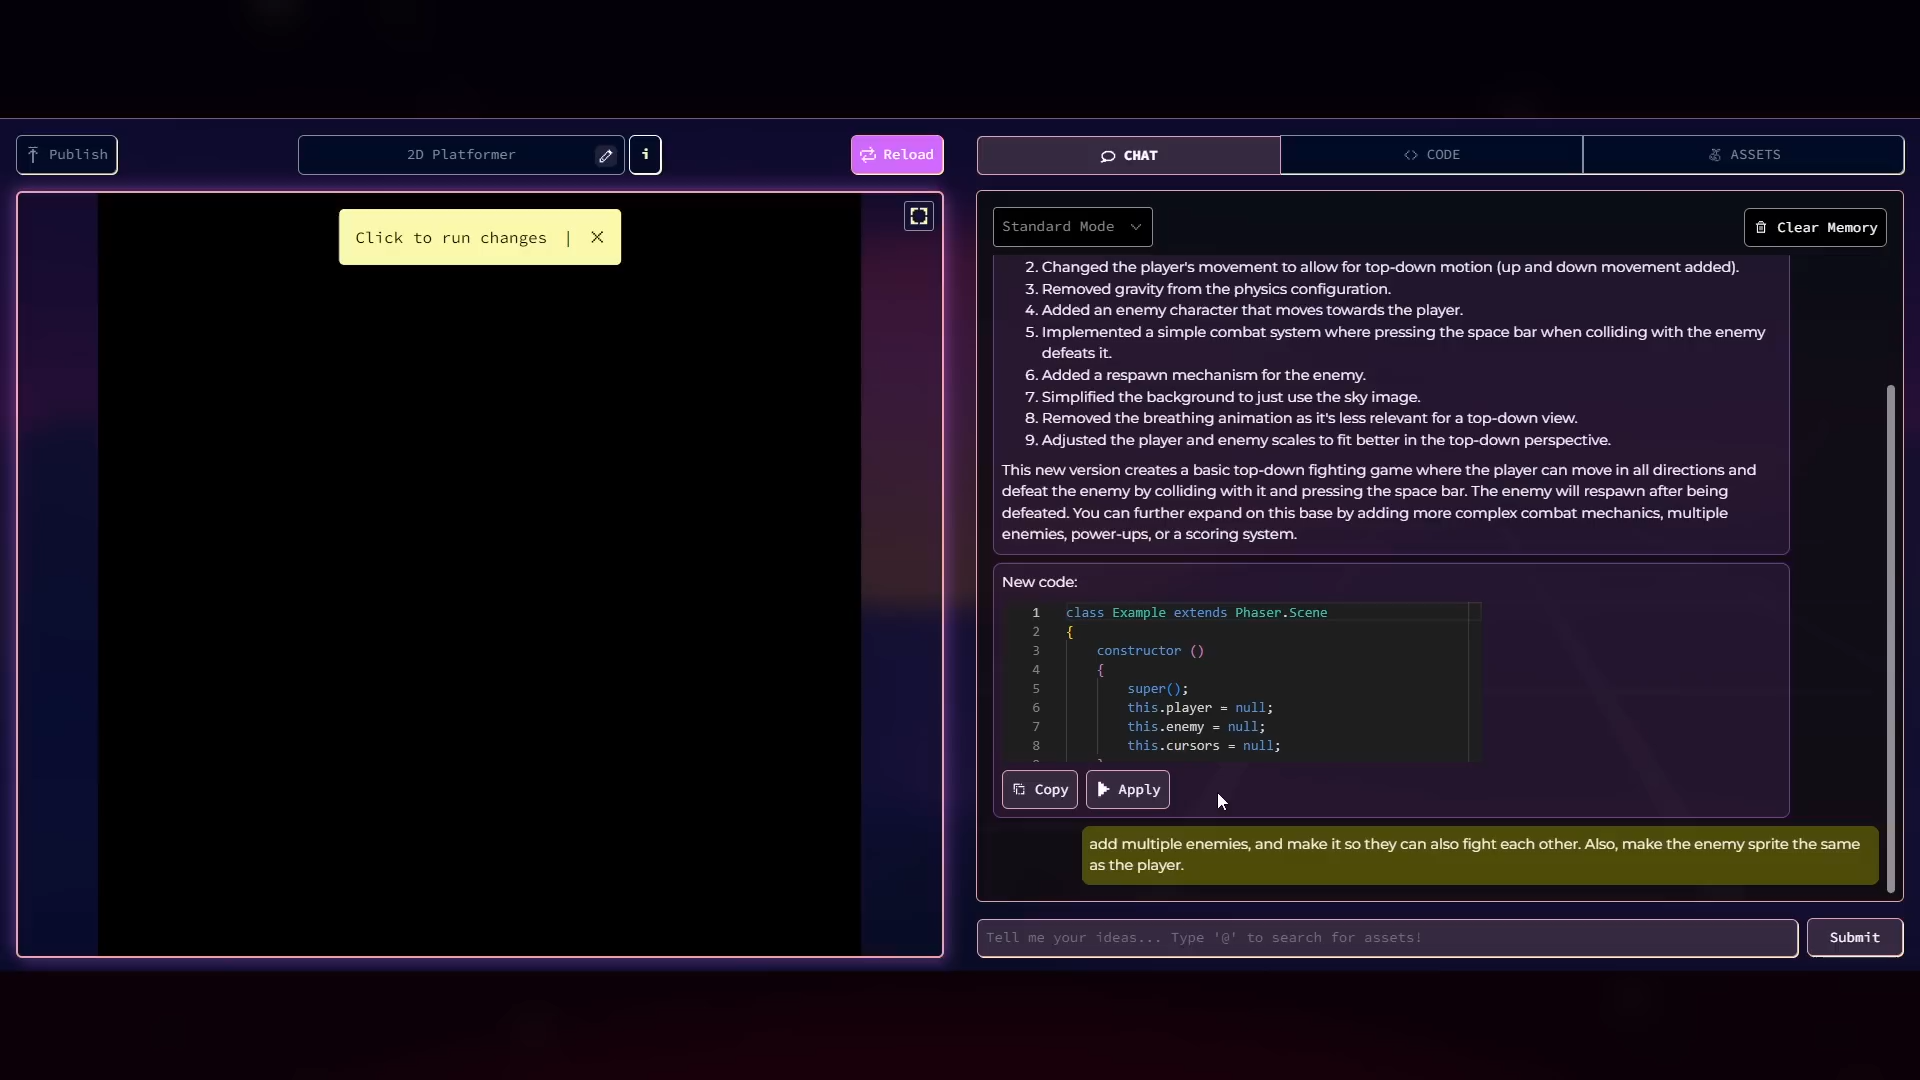 Publish
2D Platformer
i
Reload
CHAT
<> CODE
ASSETS
Click to run changes | ×
Standard Mode
Clear Memory
2. Changed the player's movement to allow for top-down motion (up and down movement added).
3. Removed gravity from the physics configuration.
4. Added an enemy character that moves towards the player.
5. Implemented a simple combat system where pressing the space bar when colliding with the enemy
defeats it.
6. Added a respawn mechanism for the enemy.
7. Simplified the background to just use the sky image.
8. Removed the breathing animation as it's less relevant for a top-down view.
9. Adjusted the player and enemy scales to fit better in the top-down perspective.
This new version creates a basic top-down fighting game where the player can move in all directions and
defeat the enemy by colliding with it and pressing the space bar. The enemy will respawn after being
defeated. You can further expand on this base by adding more complex combat mechanics, multiple
enemies, power-ups, or a scoring system.
New code:
1 class Example extends Phaser.Scene
2 {
3 constructor ()
4 {
5 super();
6 this.player = null;
7 this.enemy = null;
8 this.cursors = null;
Copy
Apply
add multiple enemies, and make it so they can also fight each other. Also, make the enemy sprite the same
as the player.
Tell me your ideas... Type '@' to search for assets!
Submit